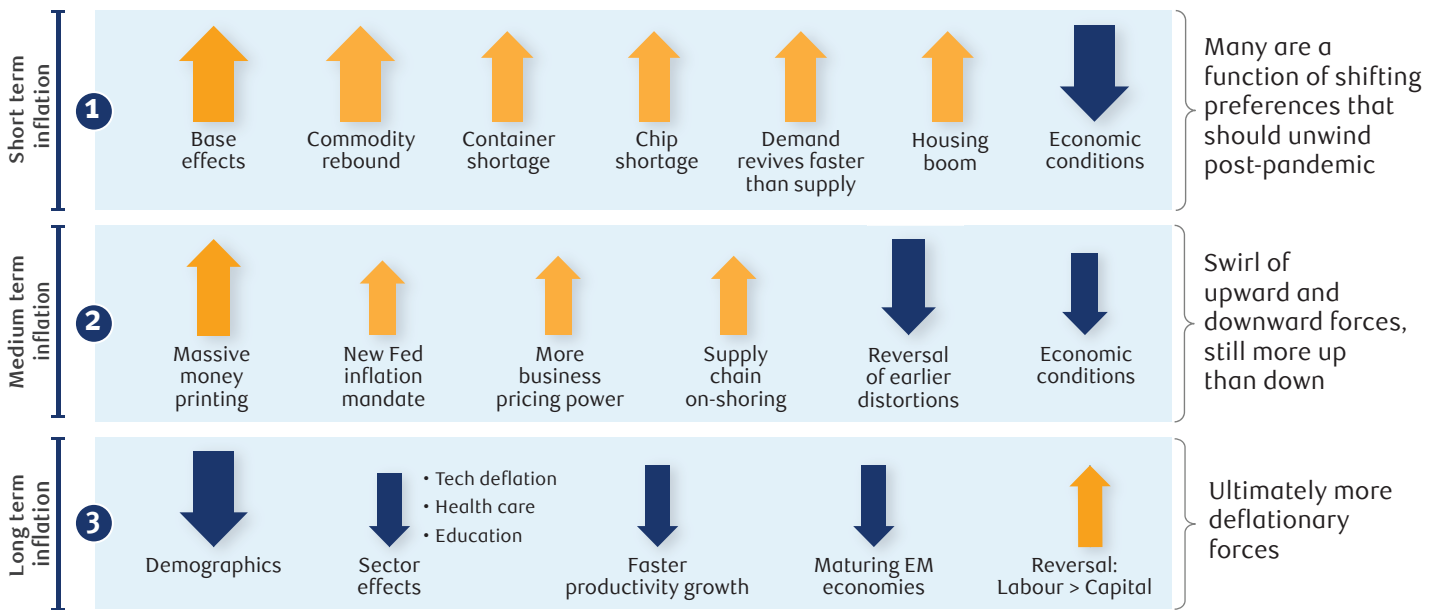 Short term
inflation
1
Base
effects
Commodity
rebound
Container
shortage
Chip
shortage
Demand
revives faster
than supply
Housing
boom
Economic
conditions
Many are a
function of shifting
preferences that
should unwind
post-pandemic
Medium term
inflation
2
Massive
money
printing
New Fed
inflation
mandate
More
business
pricing power
Supply
chain
on-shoring
Reversal
of earlier
distortions
Economic
conditions
Swirl of
upward and
downward forces,
still more up
than down
Long term
inflation
3
Demographics
Sector
effects
• Tech deflation
• Health care
• Education
Faster
productivity growth
Maturing EM
economies
Reversal:
Labour > Capital
Ultimately more
deflationary
forces